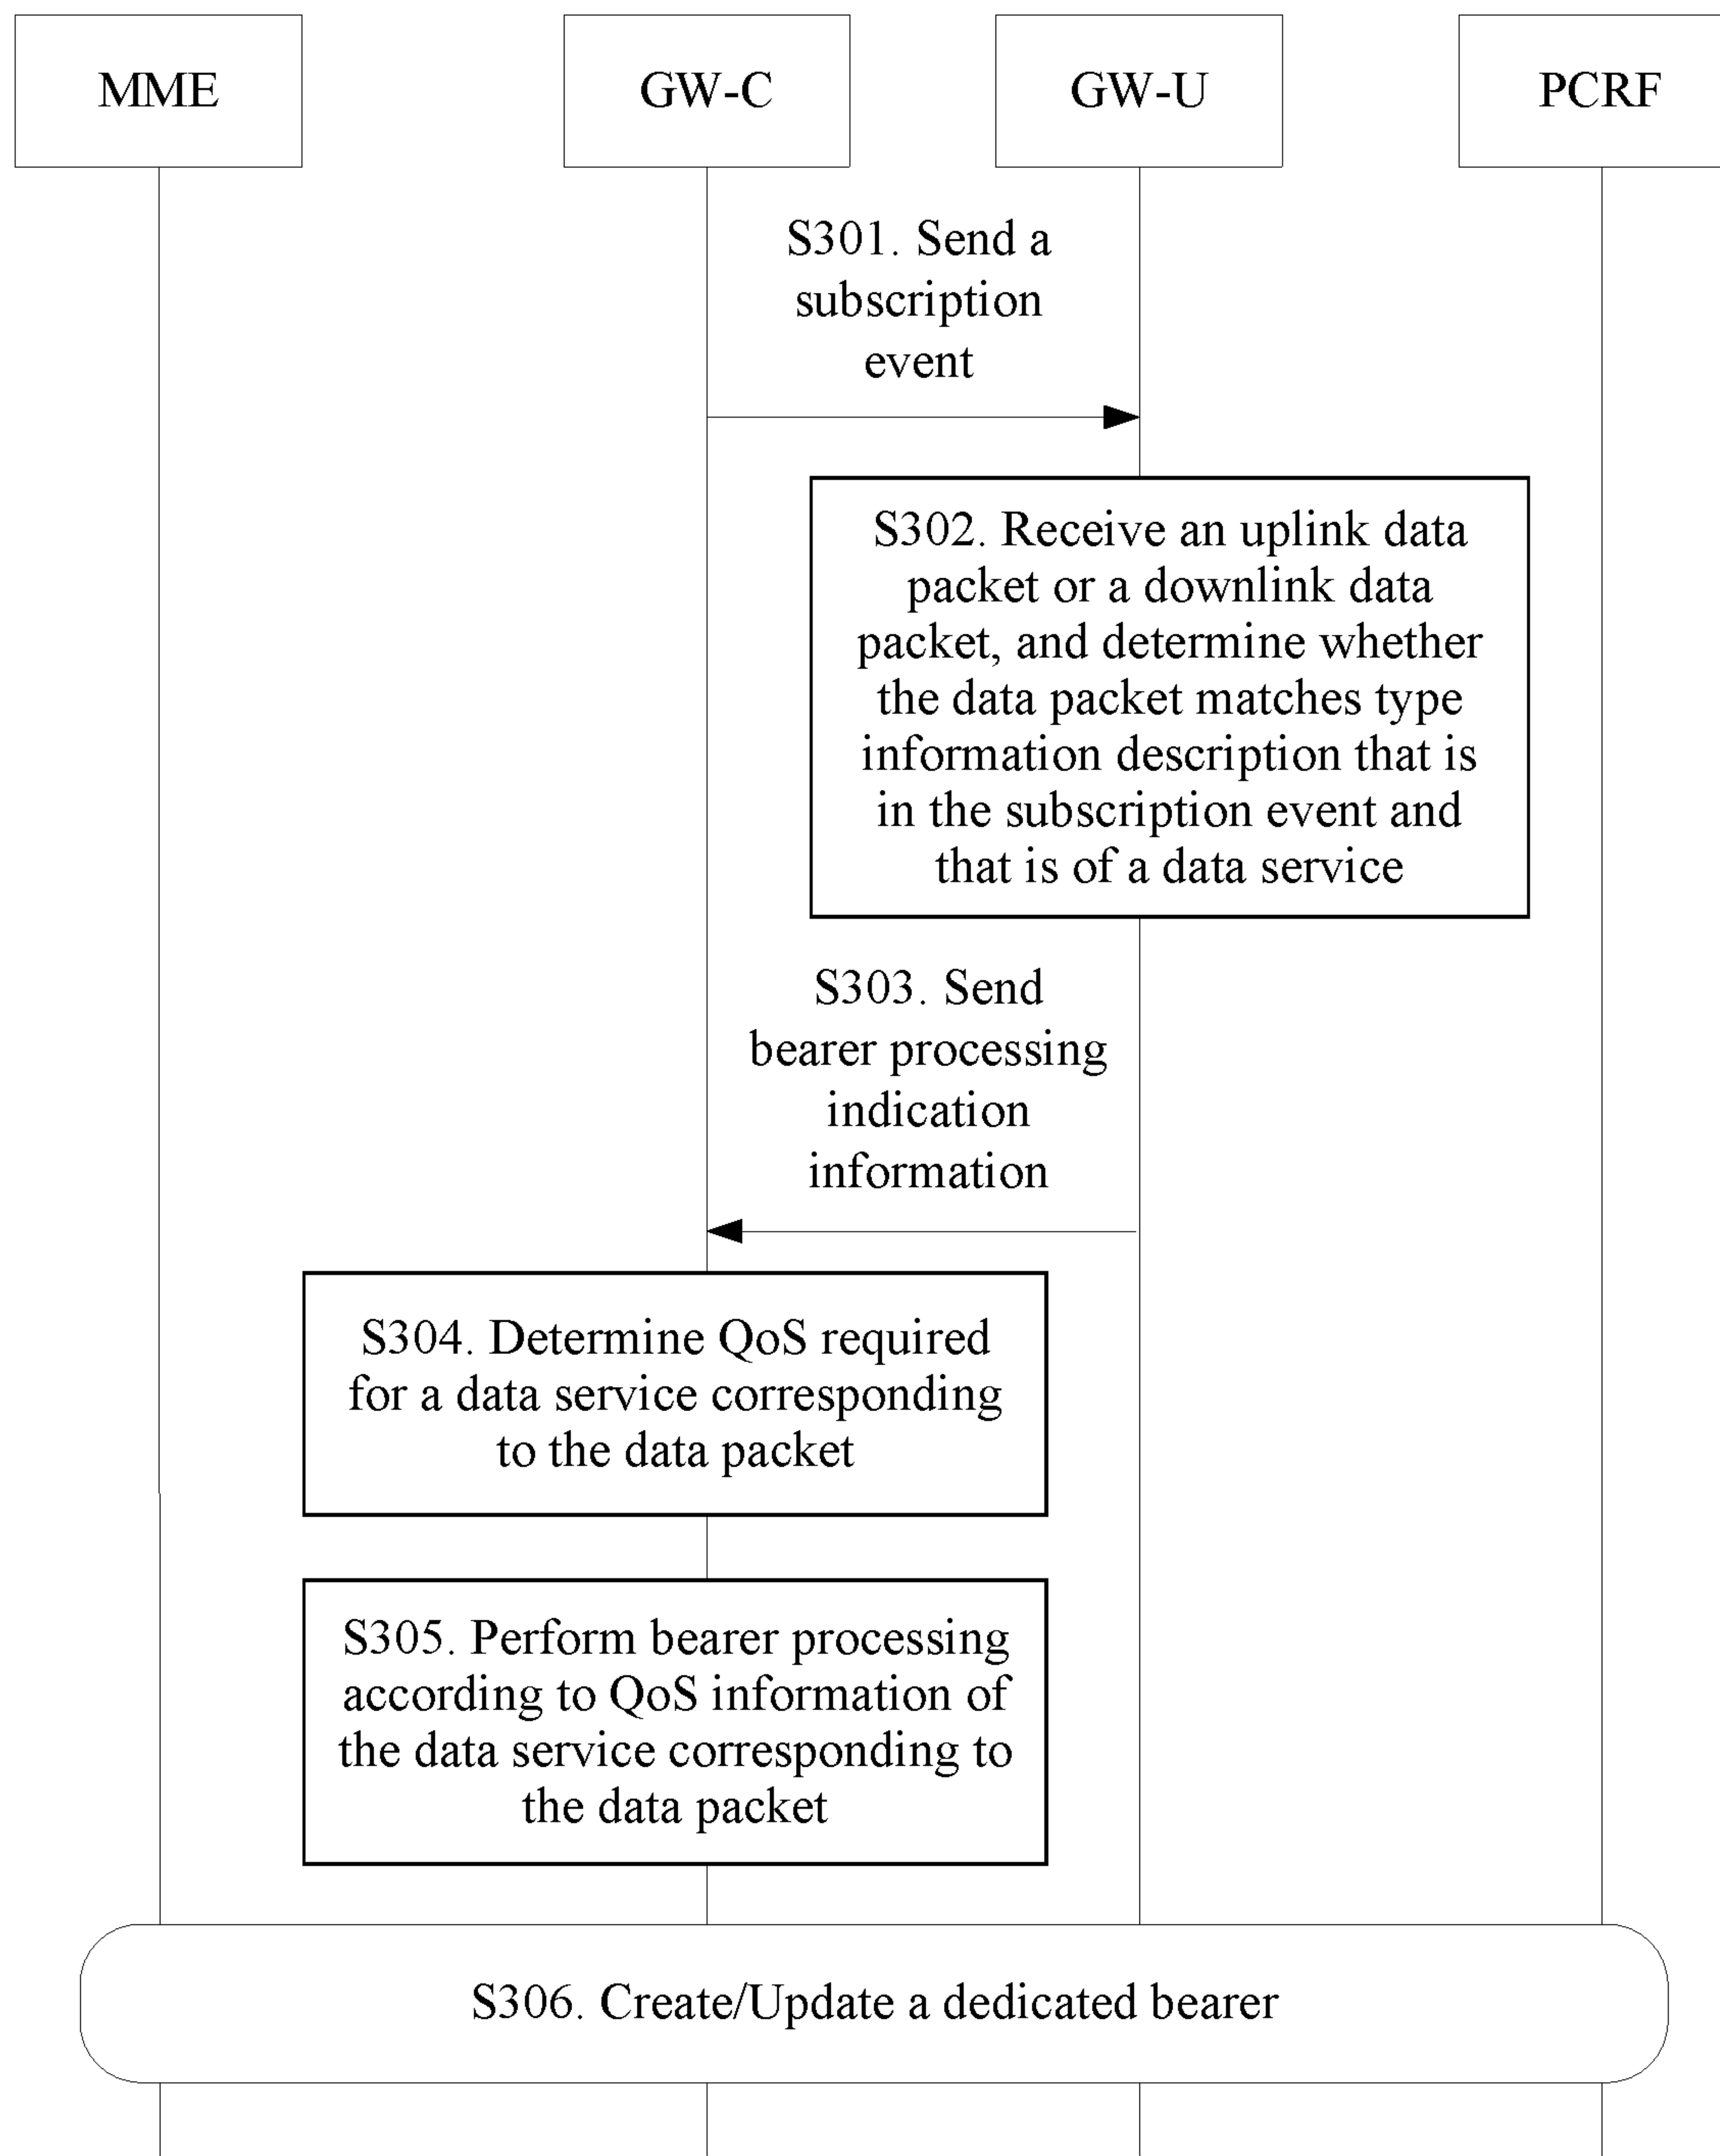 MME
GW-C
GW-U
PCRF
S301. Send a
subscription
event
S302. Receive an uplink data
packet or a downlink data
packet, and determine whether
the data packet matches type
information description that is
in the subscription event and
that is of a data service
S303. Send
bearer processing
indication
information
S304. Determine QoS required
for a data service corresponding
to the data packet
S305. Perform bearer processing
according to QoS information of
the data service corresponding to
the data packet
S306. Create/Update a dedicated bearer